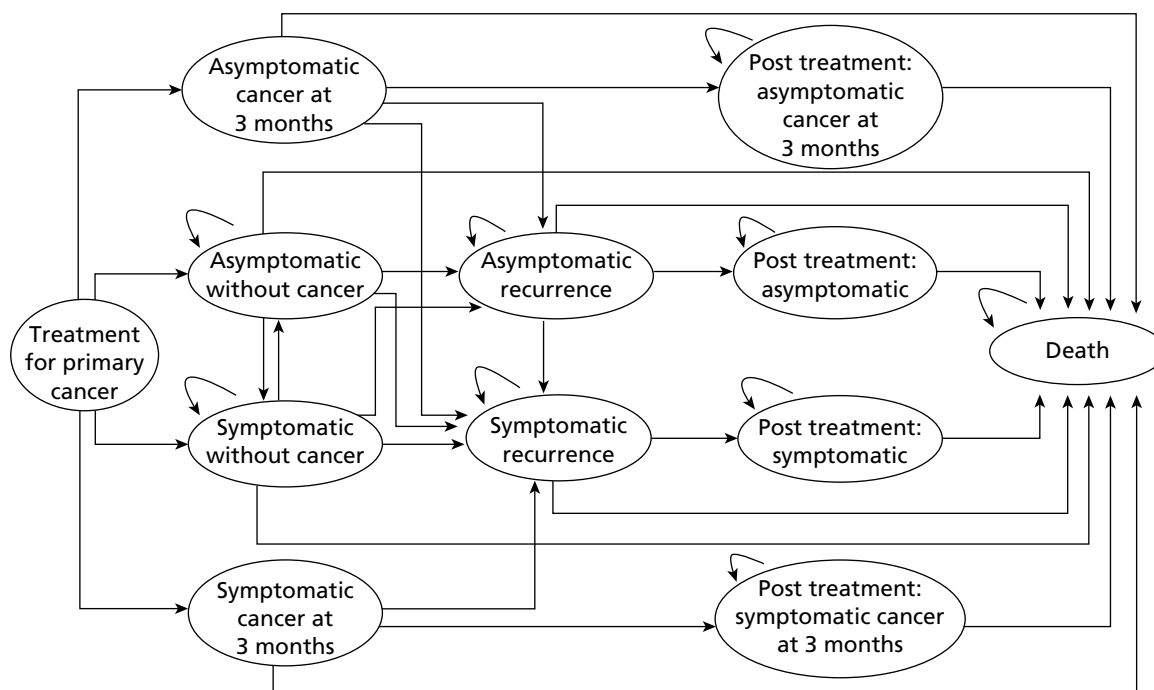 Asymptomatic
cancer at
3 months
Post treatment:
asymptomatic
cancer at
3 months
Asymptomatic
without cancer
Asymptomatic
recurrence
Post treatment:
asymptomatic
Treatment
for primary
cancer
Death
Symptomatic
without cancer
Symptomatic
recurrence
Post treatment:
symptomatic
Symptomatic
cancer at
3 months
Post treatment:
symptomatic cancer
at 3 months